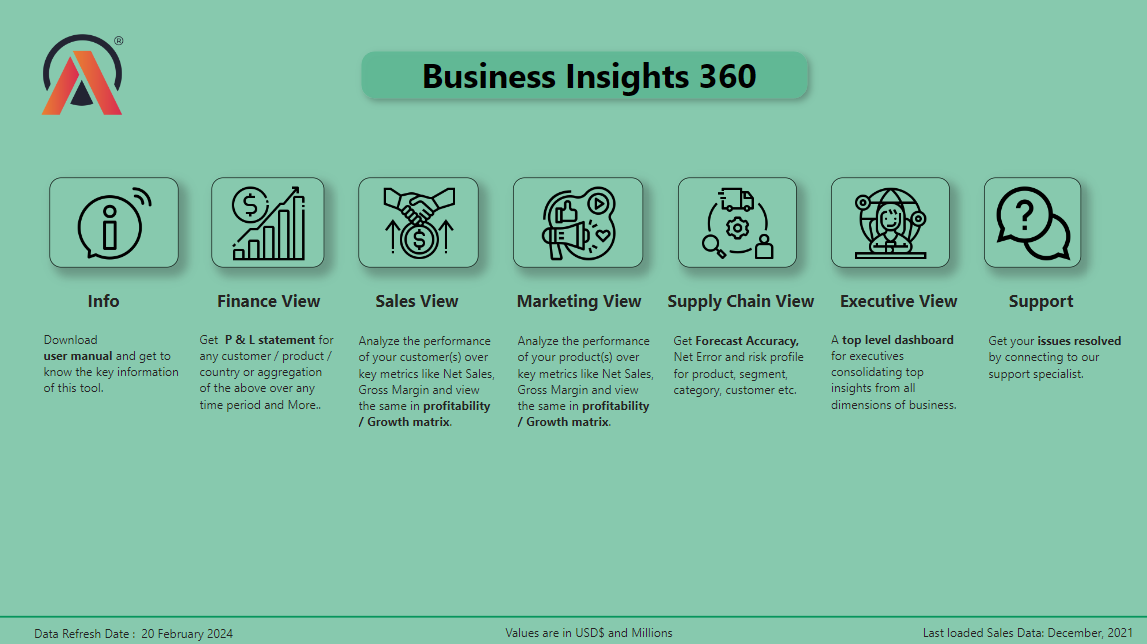 ®
Business Insights 360
Info
Download
user manual and get to
know the key information
of this tool.
Finance View
Get P & L statement for
any customer / product /
country or aggregation
of the above over any
time period and More..
Sales View
Analyze the performance
of your customer(s) over
key metrics like Net Sales,
Gross Margin and view
the same in profitability
/ Growth matrix.
Marketing View
Analyze the performance
of your product(s) over
key metrics like Net Sales,
Gross Margin and view
the same in profitability
/ Growth matrix.
Supply Chain View
Get Forecast Accuracy,
Net Error and risk profile
for product, segment,
category, customer etc.
Executive View
A top level dashboard
for executives
consolidating top
insights from all
dimensions of business.
Support
Get your issues resolved
by connecting to our
support specialist.
Data Refresh Date : 20 February 2024
Values are in USD$ and Millions
Last loaded Sales Data: December, 2021